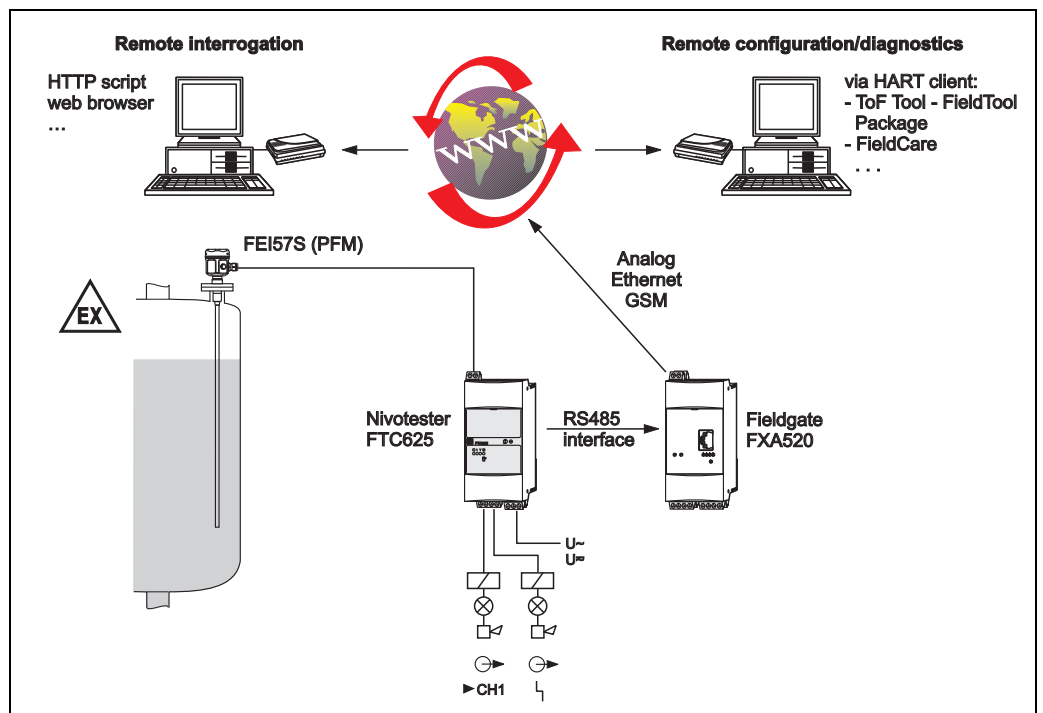 Remote interrogation
HTTP script
web browser
...
Remote configuration/diagnostics
via HART client:
- ToF Tool - FieldTool
Package
- FieldCare
. . .
WWW
FEI57S (PFM)
EX
Analog
Ethernet
GSM
Nivotester
FTC625
RS485
interface
Fieldgate
FXA520
U~
U≂
CH1